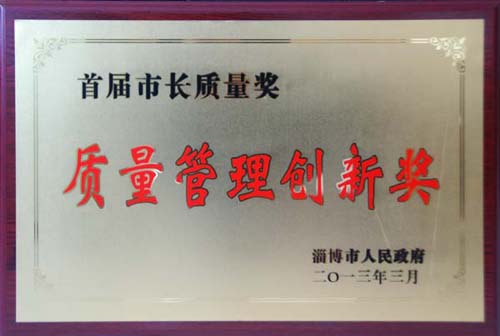 首届市长质量奖
质量管理创新奖
淄博市人民政府
二〇一三年三月